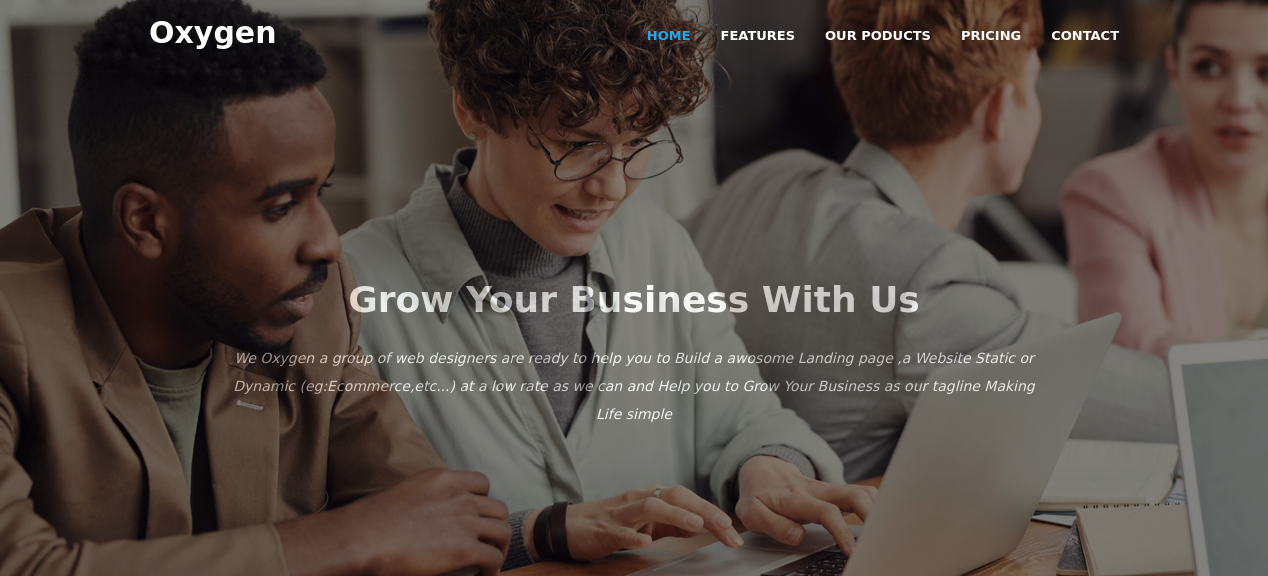 Oxygen
HOME FEATURES OUR PODUCTS PRICING CONTACT
Grow Your Business With Us
We Oxygen a group of web designers are ready to help you to Build a awosome Landing page ,a Website Static or
Dynamic (eg:Ecommerce,etc...) at a low rate as we can and Help you to Grow Your Business as our tagline Making
Life simple